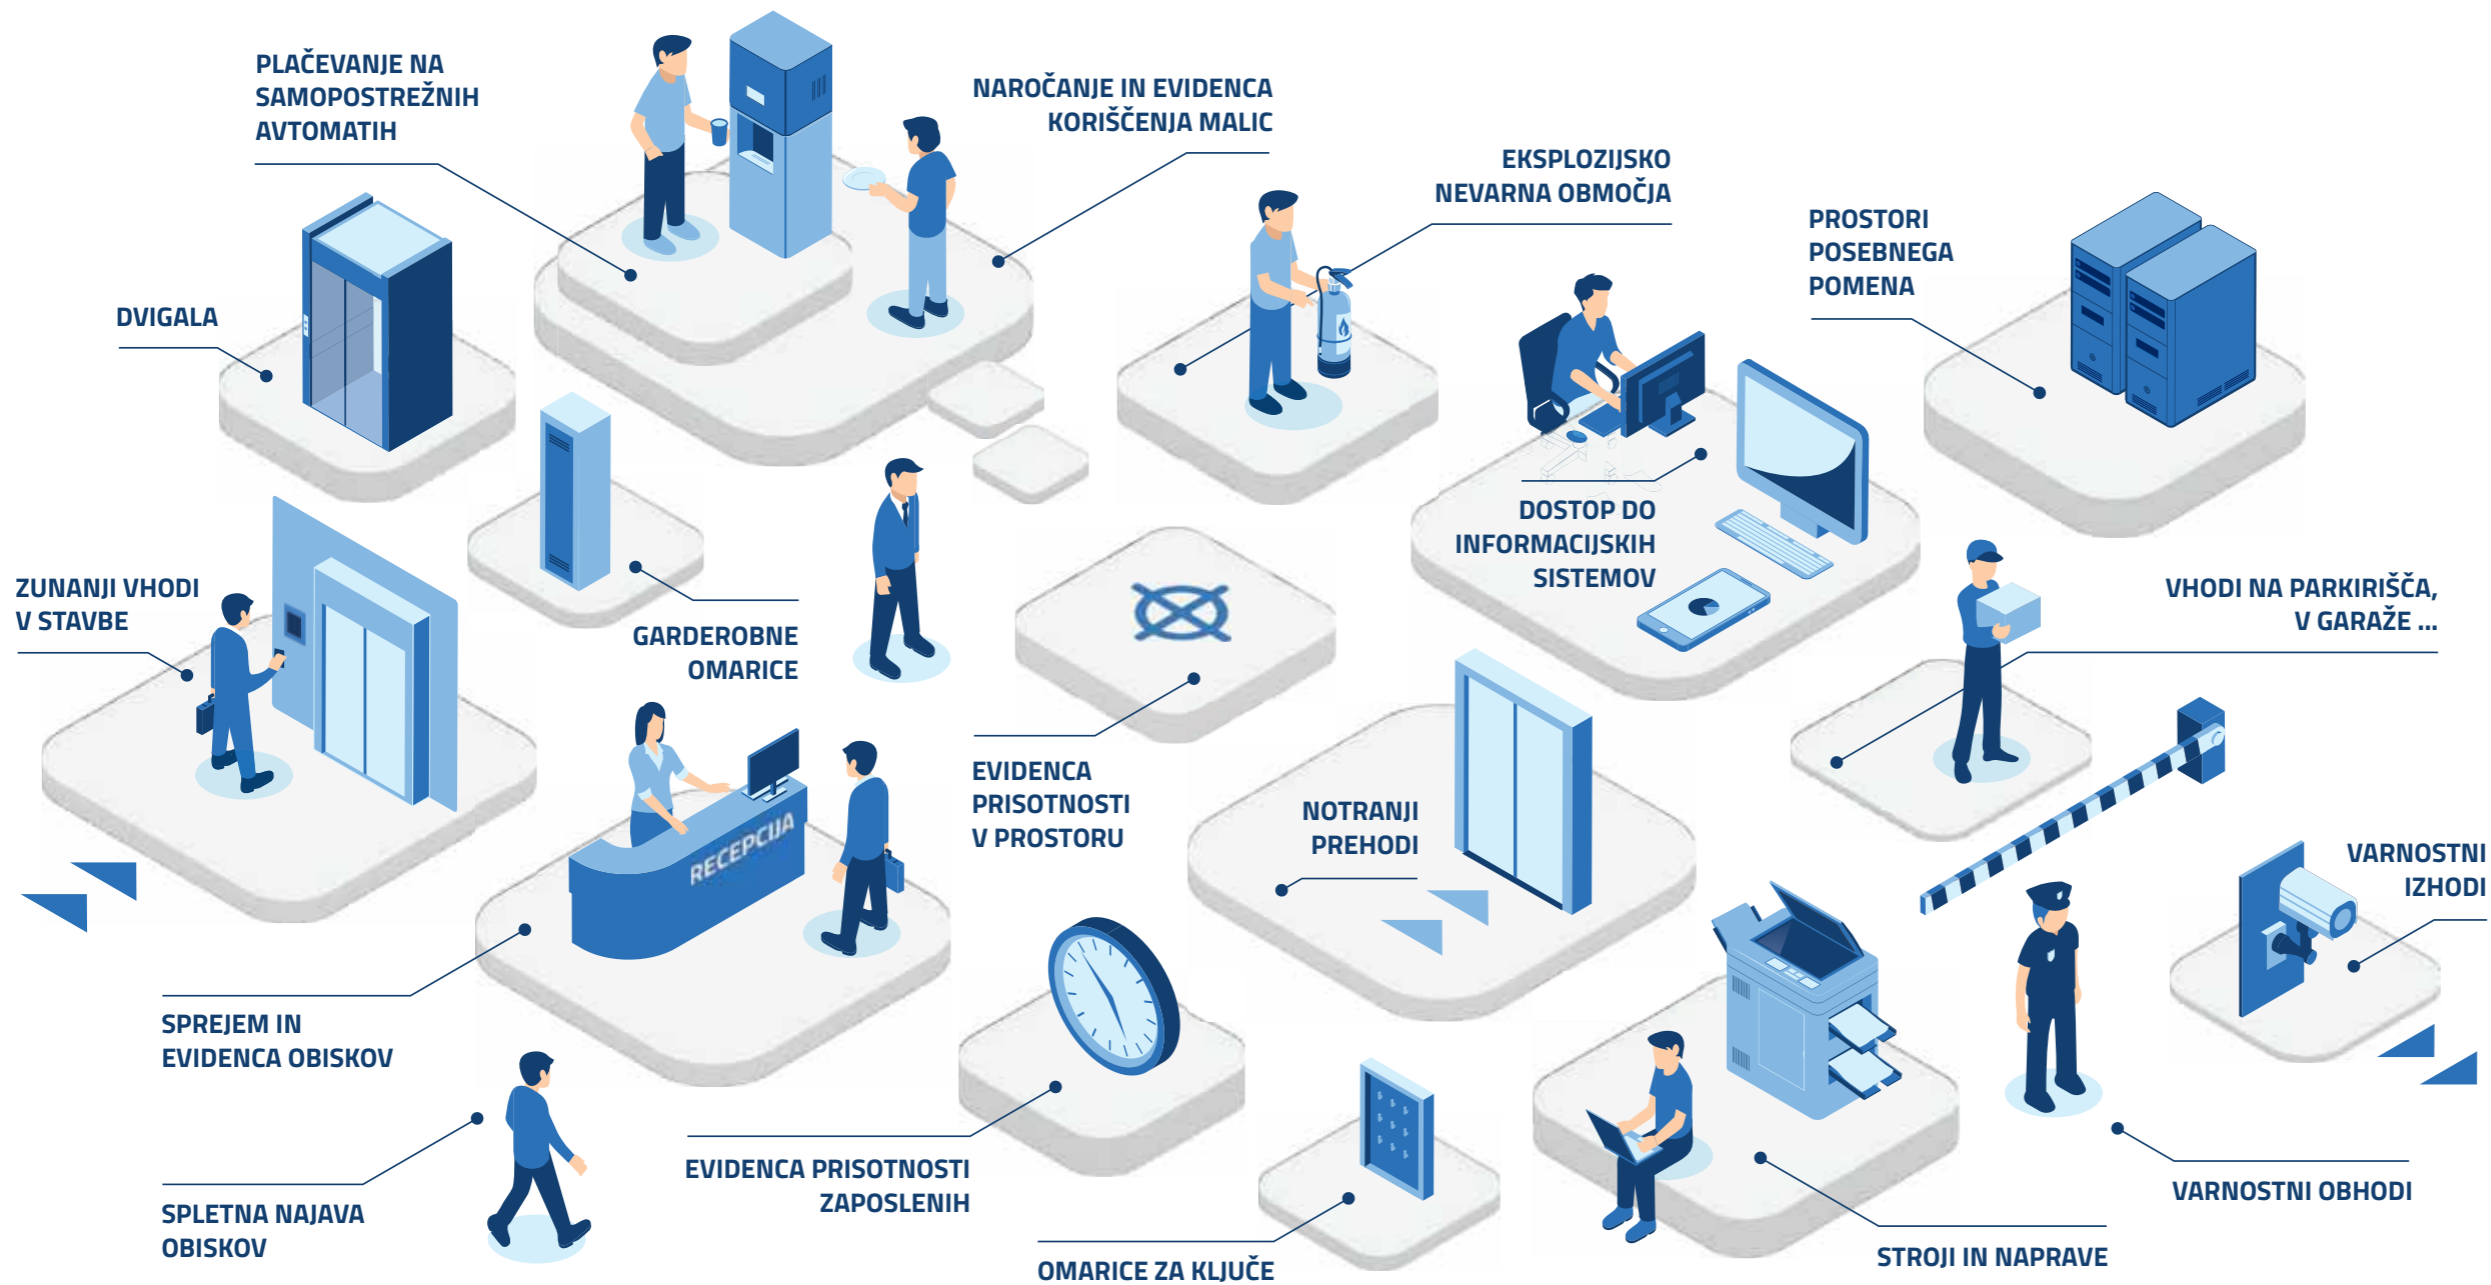 PLAČEVANJE NA
SAMOPOSTREŽNIH
AVTOMATIH
NAROČANJE IN EVIDENCA
KORIŠČENJA MALIC
EKSPLOZIJSKO
NEVARNA OBMOČJA
PROSTORI
POSEBNEGA
POMENA
DVIGALA
ZUNANJI VHODI
V STAVBE
GARDEROBNE
OMARICE
DOSTOP DO
INFORMACIJSKIH
SISTEMOV
VHODI NA PARKIRIŠČA,
V GARAŽE ...
EVIDENCA
PRISOTNOSTI
V PROSTORU
NOTRANJI
PREHODI
RECEPCIJA
VARNOSTNI
IZHODI
SPREJEM IN
EVIDENCA OBISKOV
SPLETNA NAJAVA
OBISKOV
EVIDENCA PRISOTNOSTI
ZAPOSLENIH
OMARICE ZA KLJUČE
STROJI IN NAPRAVE
VARNOSTNI OBHODI